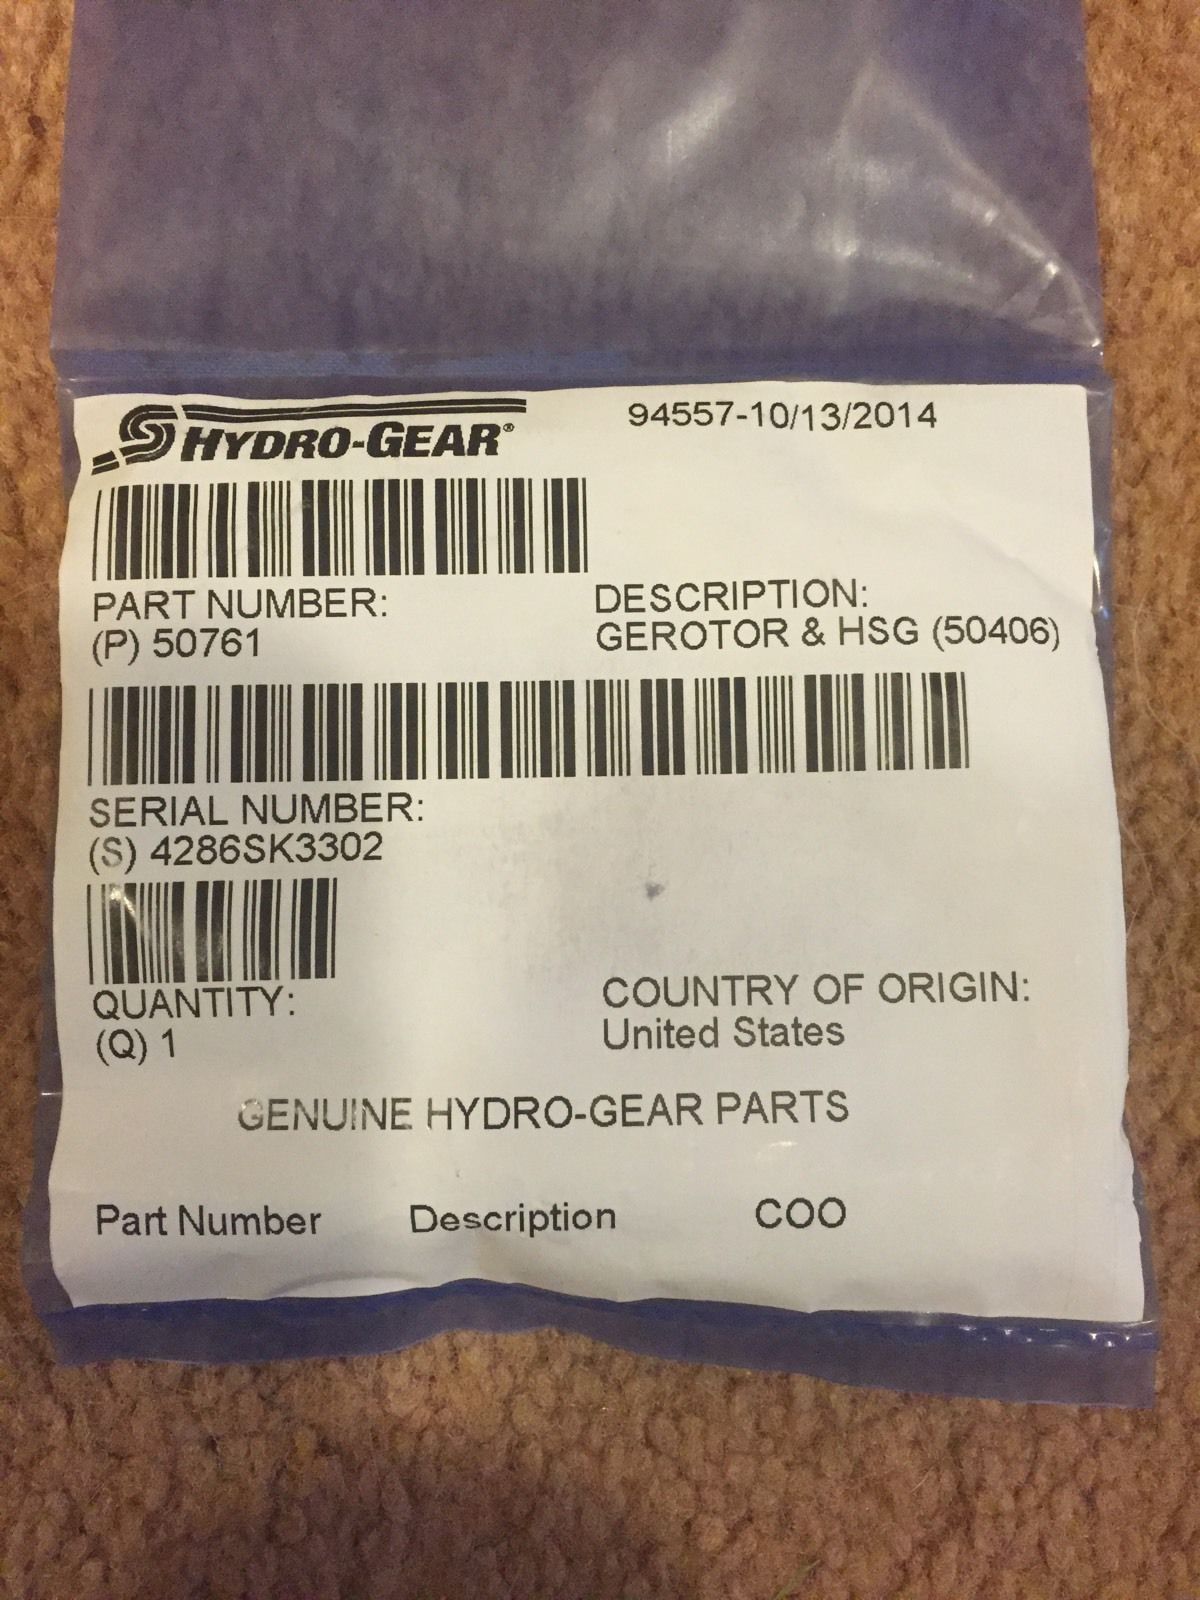 HYDRO-GEAR® 94557-10/13/2014
PART NUMBER: DESCRIPTION:
(P) 50761 GEROTOR & HSG (50406)
SERIAL NUMBER:
(S) 4286SK3302
QUANTITY: COUNTRY OF ORIGIN:
(Q) 1 United States
GENUINE HYDRO-GEAR PARTS
Part Number Description COO